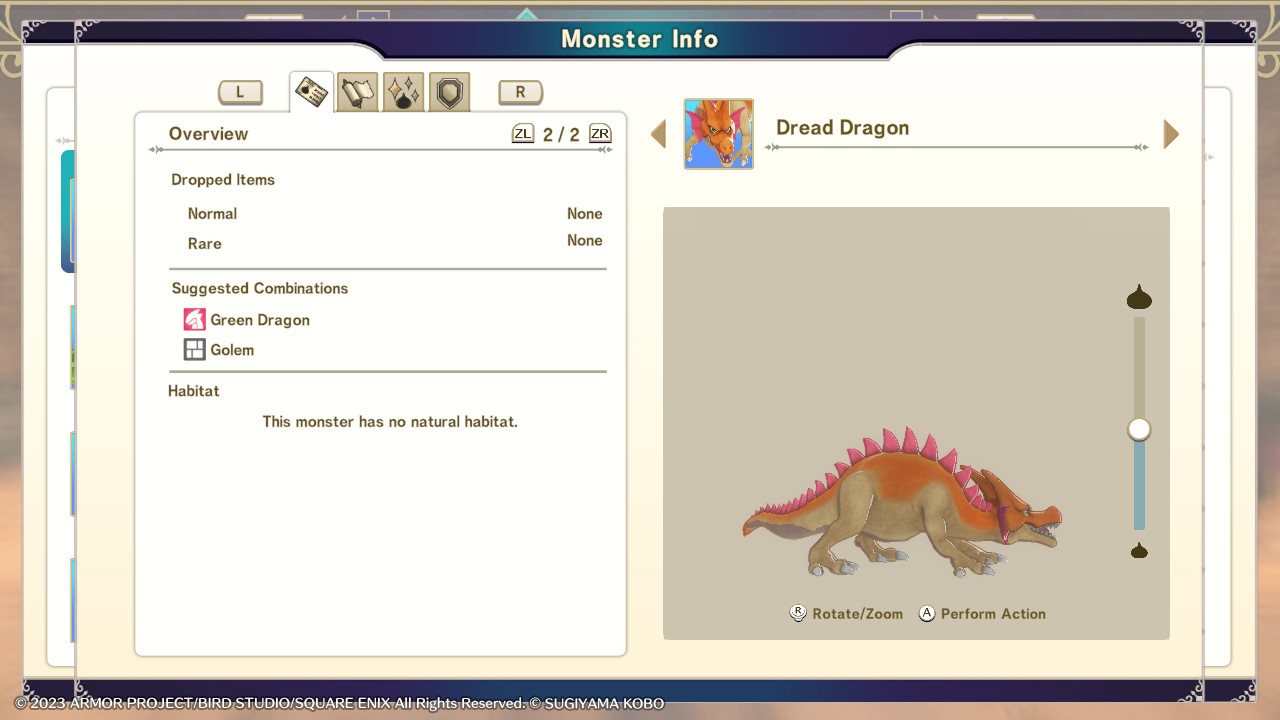 Monster Info
L
R
Overview
ZL 2 / 2 ZR
Dread Dragon
Dropped Items
Normal None
Rare None
Suggested Combinations
Green Dragon
Golem
Habitat
This monster has no natural habitat.
R Rotate/Zoom A Perform Action
© 2023 ARMOR PROJECT/BIRD STUDIO/SQUARE ENIX All Rights Reserved. © SUGIYAMA KOBO